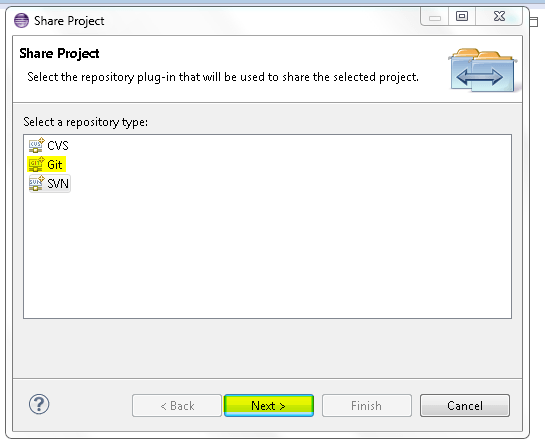 Share Project
Share Project
Select the repository plug-in that will be used to share the selected project.
Select a repository type:
CVS
Git
SVN
?
< Back
Next >
Finish
Cancel